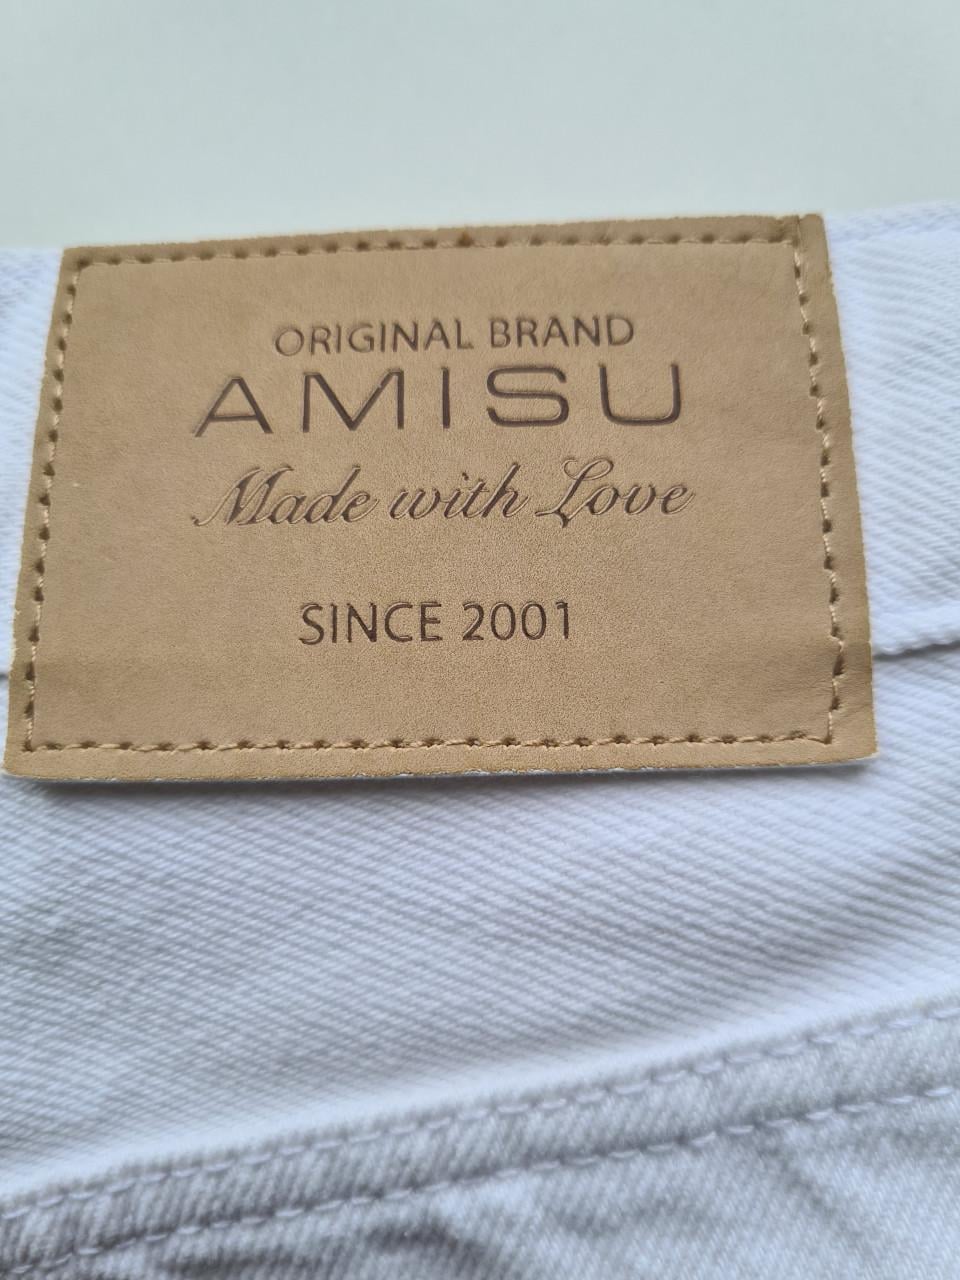 ORIGINAL BRAND
AMISU
Made with Love
SINCE 2001